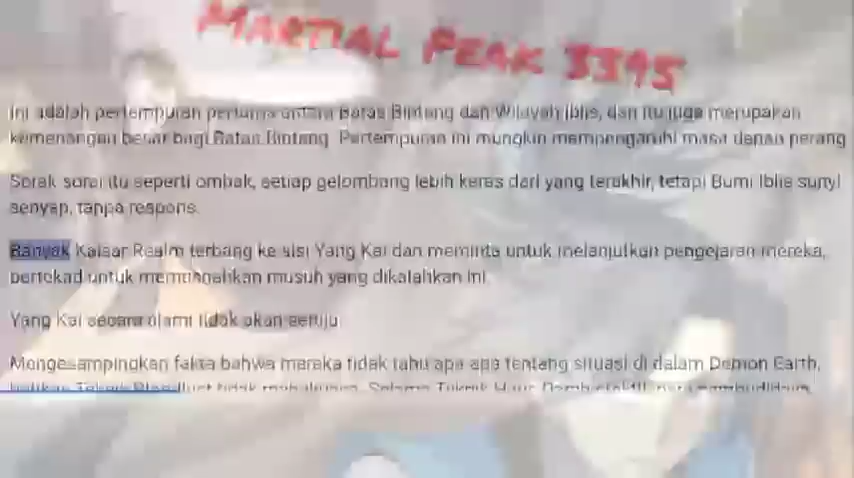 MARTIAL PEAK 3395
Ini adalah pertempuran pertama antara Batas Bintang dan Wilayah Iblis, dan itu juga merupakan
kemenangan besar bagi Batas Bintang. Pertempuran ini mungkin mempengaruhi masa depan perang
Sorak sorai itu seperti ombak, setiap gelombang lebih keras dari yang terakhir, tetapi Bumi Iblis sunyi
senyap, tanpa respons.
Banyak Kaisar Realm terbang ke sisi Yang Kai dan meminta untuk melanjutkan pengejaran mereka,
bertekad untuk memusnahkan musuh yang dikalahkan ini.
Yang Kai secara alami tidak akan setuju
Mengesampingkan fakta bahwa mereka tidak tahu apa apa tentang situasi di dalam Demon Earth,